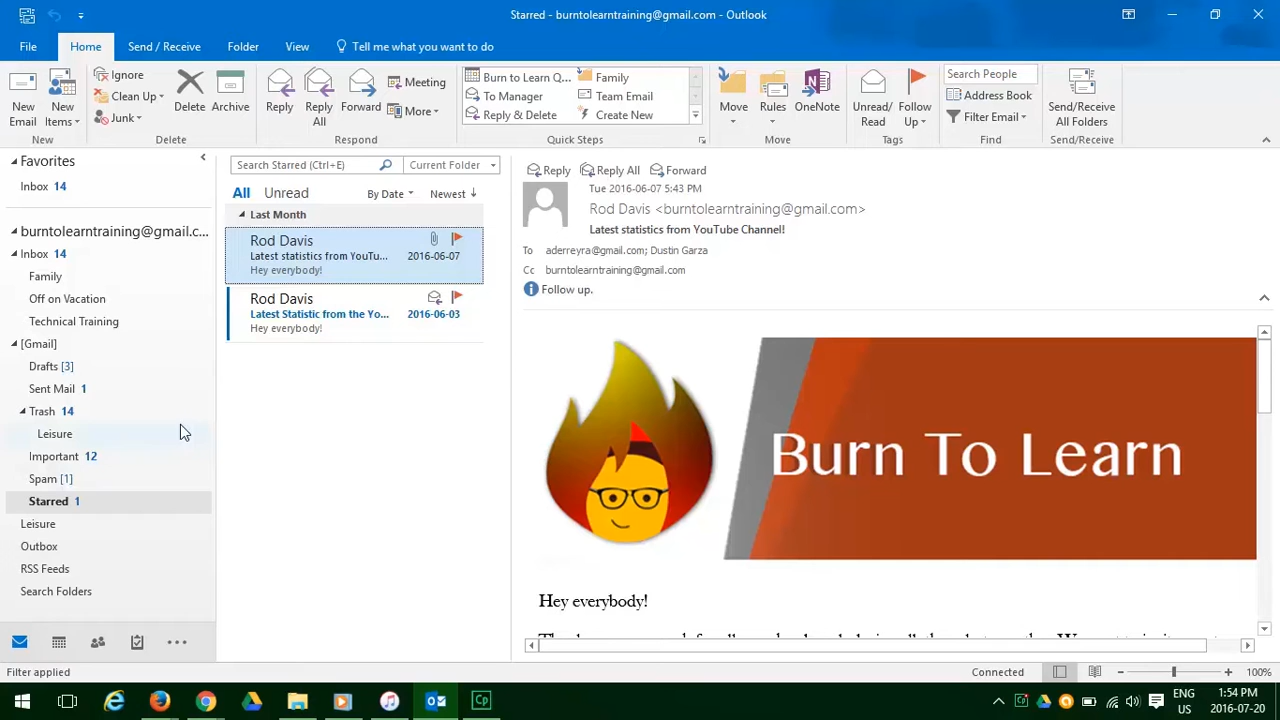 Starred - burntolearntraining@gmail.com - Outlook
File Home Send / Receive Folder View Tell me what you want to do
New Email
New Items
Ignore
Clean Up
Junk
Delete
Archive
Reply
Reply All
Forward
Meeting
More
Burn to Learn Q...
To Manager
Reply & Delete
Family
Team Email
Create New
Move
Rules
OneNote
Unread/ Read
Follow Up
Search People
Address Book
Filter Email
Send/Receive All Folders
New Delete Respond Quick Steps Move Tags Find Send/Receive
Favorites
Inbox 14
burntolearntraining@gmail.c...
Inbox 14
Family
Off on Vacation
Technical Training
[Gmail]
Drafts [3]
Sent Mail 1
Trash 14
Leisure
Important 12
Spam [1]
Starred 1
Leisure
Outbox
RSS Feeds
Search Folders
Search Starred (Ctrl+E) Current Folder
All Unread By Date Newest
Last Month
Rod Davis
Latest statistics from YouTu... 2016-06-07
Hey everybody!
Rod Davis
Latest Statistic from the Yo... 2016-06-03
Hey everybody!
Reply Reply All Forward
Tue 2016-06-07 5:43 PM
Rod Davis <burntolearntraining@gmail.com>
Latest statistics from YouTube Channel!
To aderreyra@gmail.com; Dustin Garza
Cc burntolearntraining@gmail.com
Follow up.
Burn To Learn
Hey everybody!
Filter applied
Connected
100%
ENG
US
1:54 PM
2016-07-20